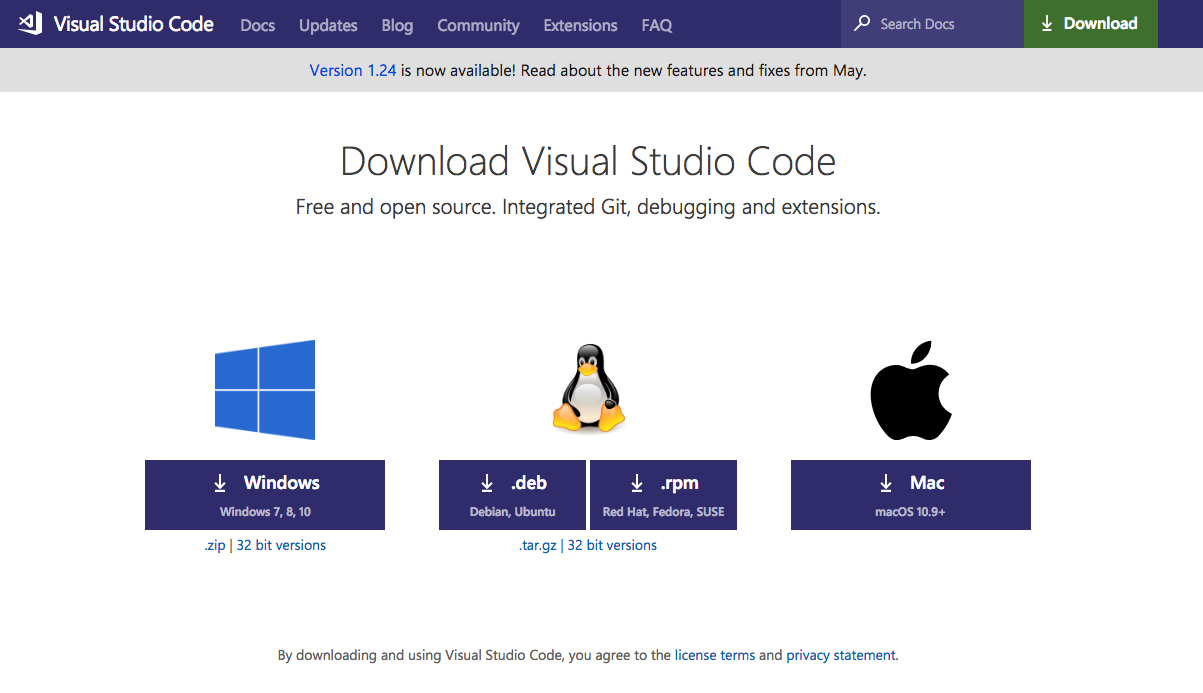 Visual Studio Code Docs Updates Blog Community Extensions FAQ Search Docs Download
Version 1.24 is now available! Read about the new features and fixes from May.
Download Visual Studio Code
Free and open source. Integrated Git, debugging and extensions.
Windows
Windows 7, 8, 10
.zip | 32 bit versions
.deb
Debian, Ubuntu
.rpm
Red Hat, Fedora, SUSE
.tar.gz | 32 bit versions
Mac
macOS 10.9+
By downloading and using Visual Studio Code, you agree to the license terms and privacy statement.